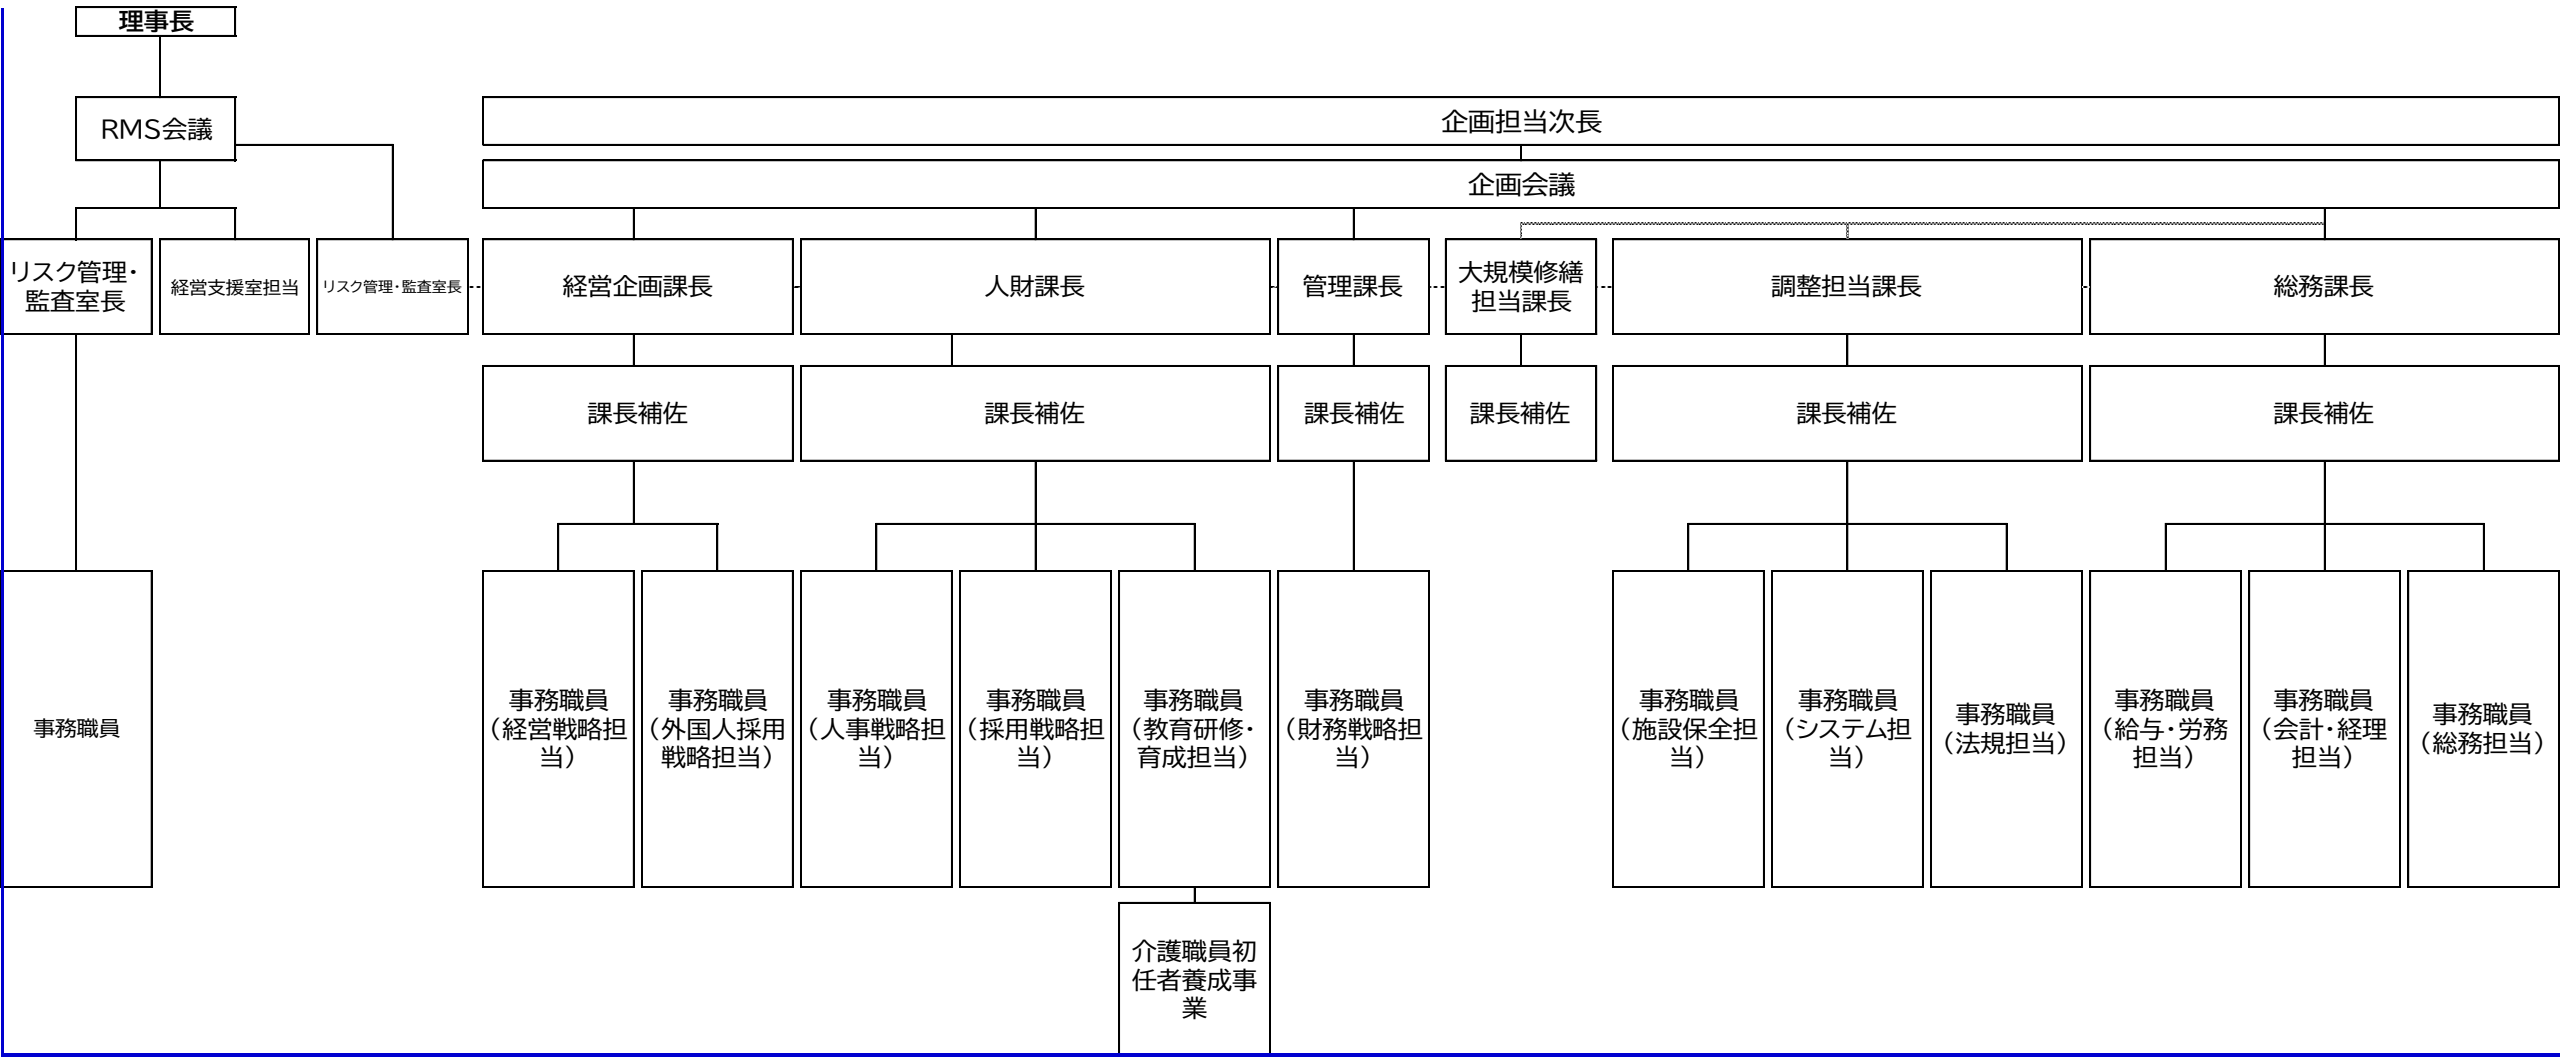 理事長
RMS会議
企画担当次長
企画会議
リスク管理・
監査室長
経営支援室担当
リスク管理・監査室長
経営企画課長
人財課長
管理課長
大規模修繕
担当課長
調整担当課長
総務課長
課長補佐
課長補佐
課長補佐
課長補佐
課長補佐
課長補佐
事務職員
事務職員
（経営戦略担
当）
事務職員
（外国人採用
戦略担当）
事務職員
（人事戦略担
当）
事務職員
（採用戦略担
当）
事務職員
（教育研修・
育成担当）
事務職員
（財務戦略担
当）
事務職員
（施設保全担
当）
事務職員
（システム担
当）
事務職員
（法規担当）
事務職員
（給与・労務
担当）
事務職員
（会計・経理
担当）
事務職員
（総務担当）
介護職員初
任者養成事
業